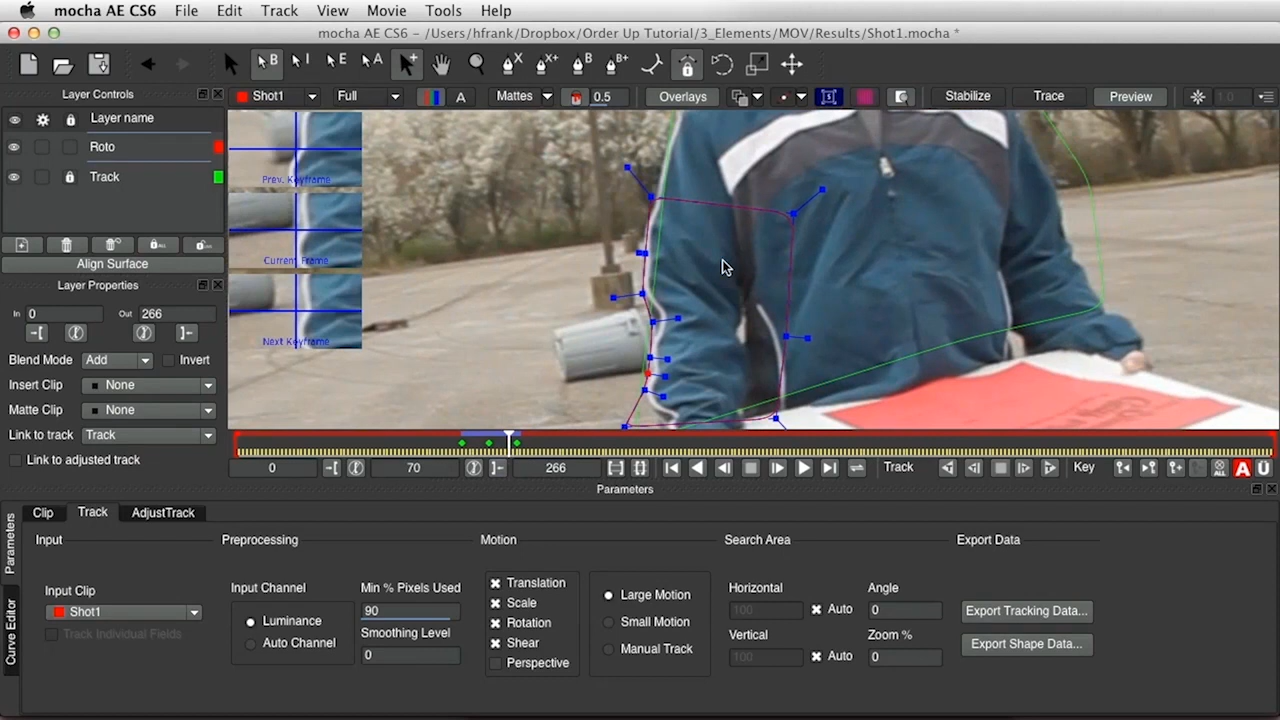 mocha AE CS6 File Edit Track View Movie Tools Help
mocha AE CS6 - /Users/hfrank/Dropbox/Order Up Tutorial/3_Elements/MOV/Results/Shot1.mocha *
B I E A X X+ B B+
Layer Controls
Shot1 Full A Mattes 0.5 Overlays Stabilize Trace Preview 1.0
Layer name
Roto
Track
Prev. Keyframe
Current Frame
Next Keyframe
Align Surface
Layer Properties
In 0 Out 266
Blend Mode Add Invert
Insert Clip None
Matte Clip None
Link to track Track
Link to adjusted track
0 70 266 Track Key ALL A Ü
Parameters
Clip Track AdjustTrack
Parameters
Curve Editor
Input Preprocessing Motion Search Area Export Data
Input Clip
Shot1
Track Individual Fields
Input Channel
Luminance
Auto Channel
Min % Pixels Used
90
Smoothing Level
0
Translation
Scale
Rotation
Shear
Perspective
Large Motion
Small Motion
Manual Track
Horizontal
100 Auto
Vertical
100 Auto
Angle
0
Zoom %
0
Export Tracking Data...
Export Shape Data...